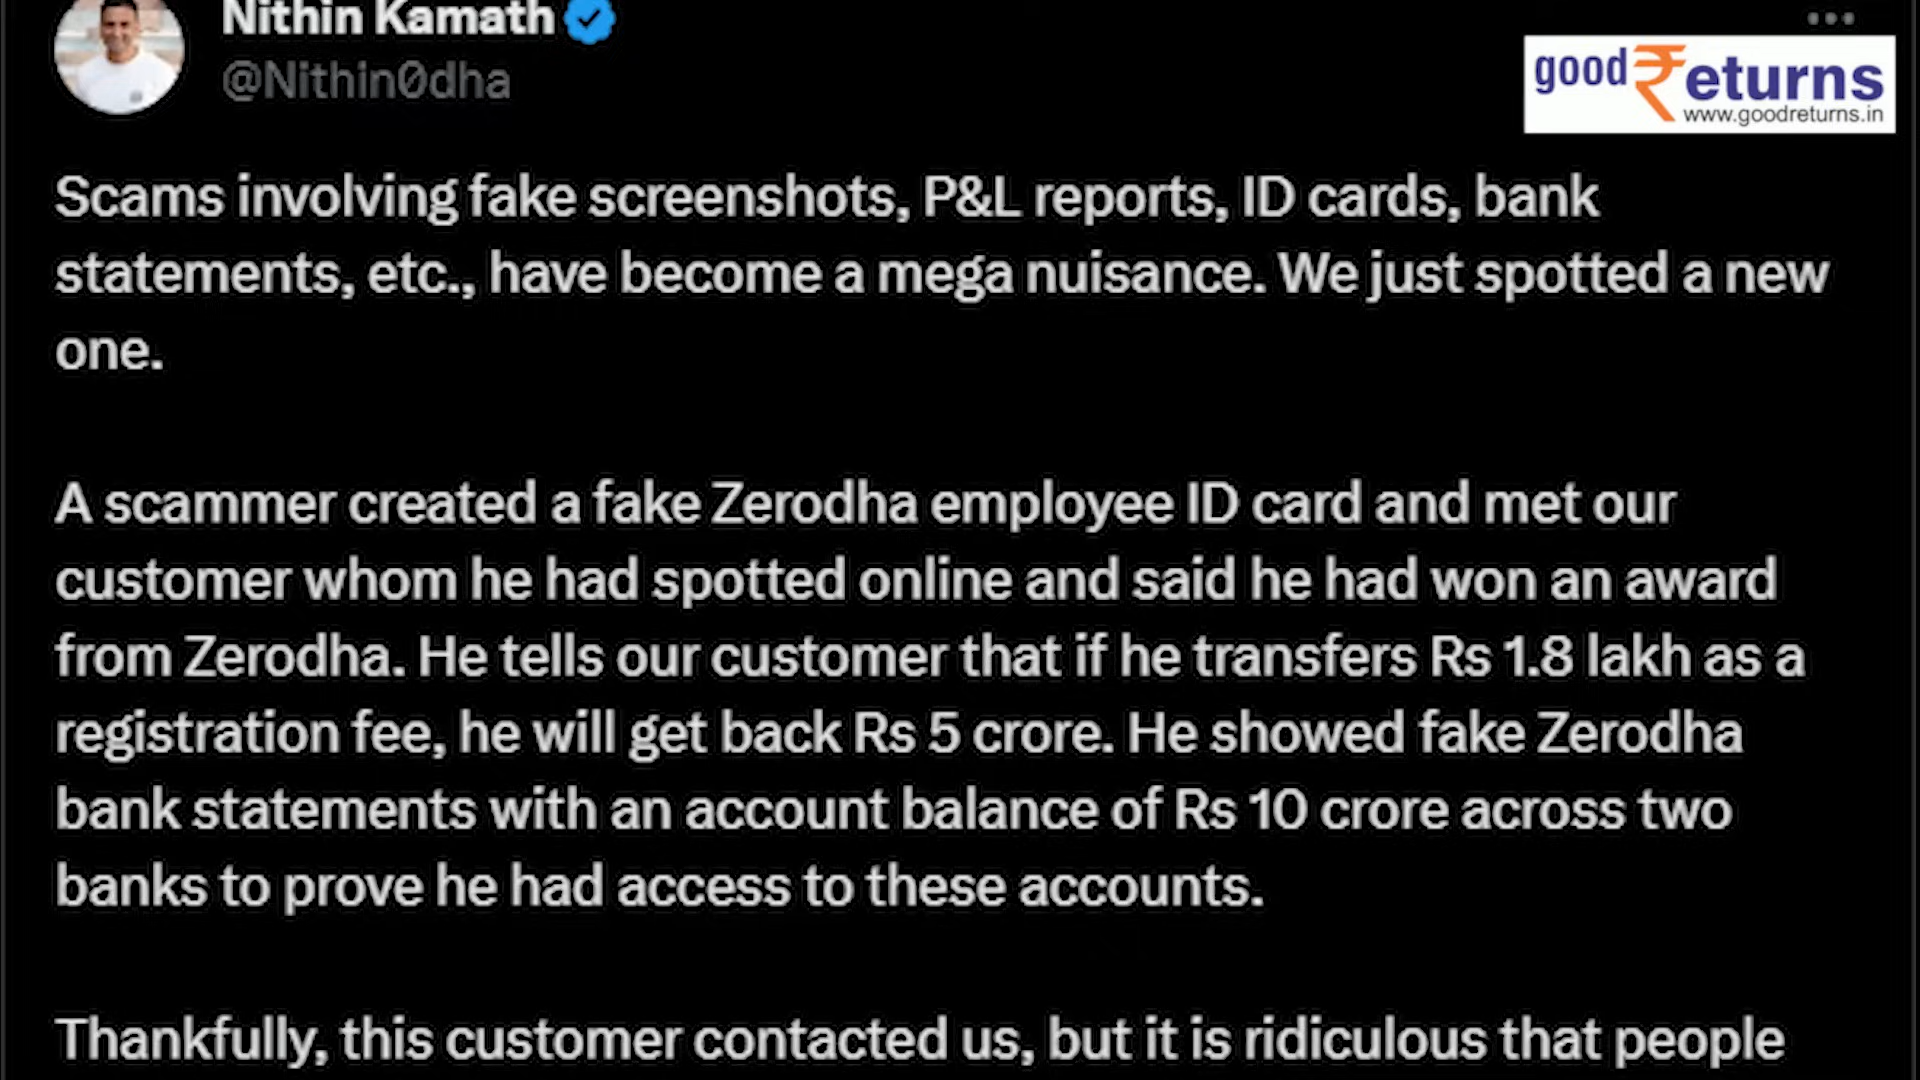 Nithin Kamath
@Nithin0dha
good₹eturns
www.goodreturns.in
Scams involving fake screenshots, P&L reports, ID cards, bank
statements, etc., have become a mega nuisance. We just spotted a new
one.
A scammer created a fake Zerodha employee ID card and met our
customer whom he had spotted online and said he had won an award
from Zerodha. He tells our customer that if he transfers Rs 1.8 lakh as a
registration fee, he will get back Rs 5 crore. He showed fake Zerodha
bank statements with an account balance of Rs 10 crore across two
banks to prove he had access to these accounts.
Thankfully, this customer contacted us, but it is ridiculous that people